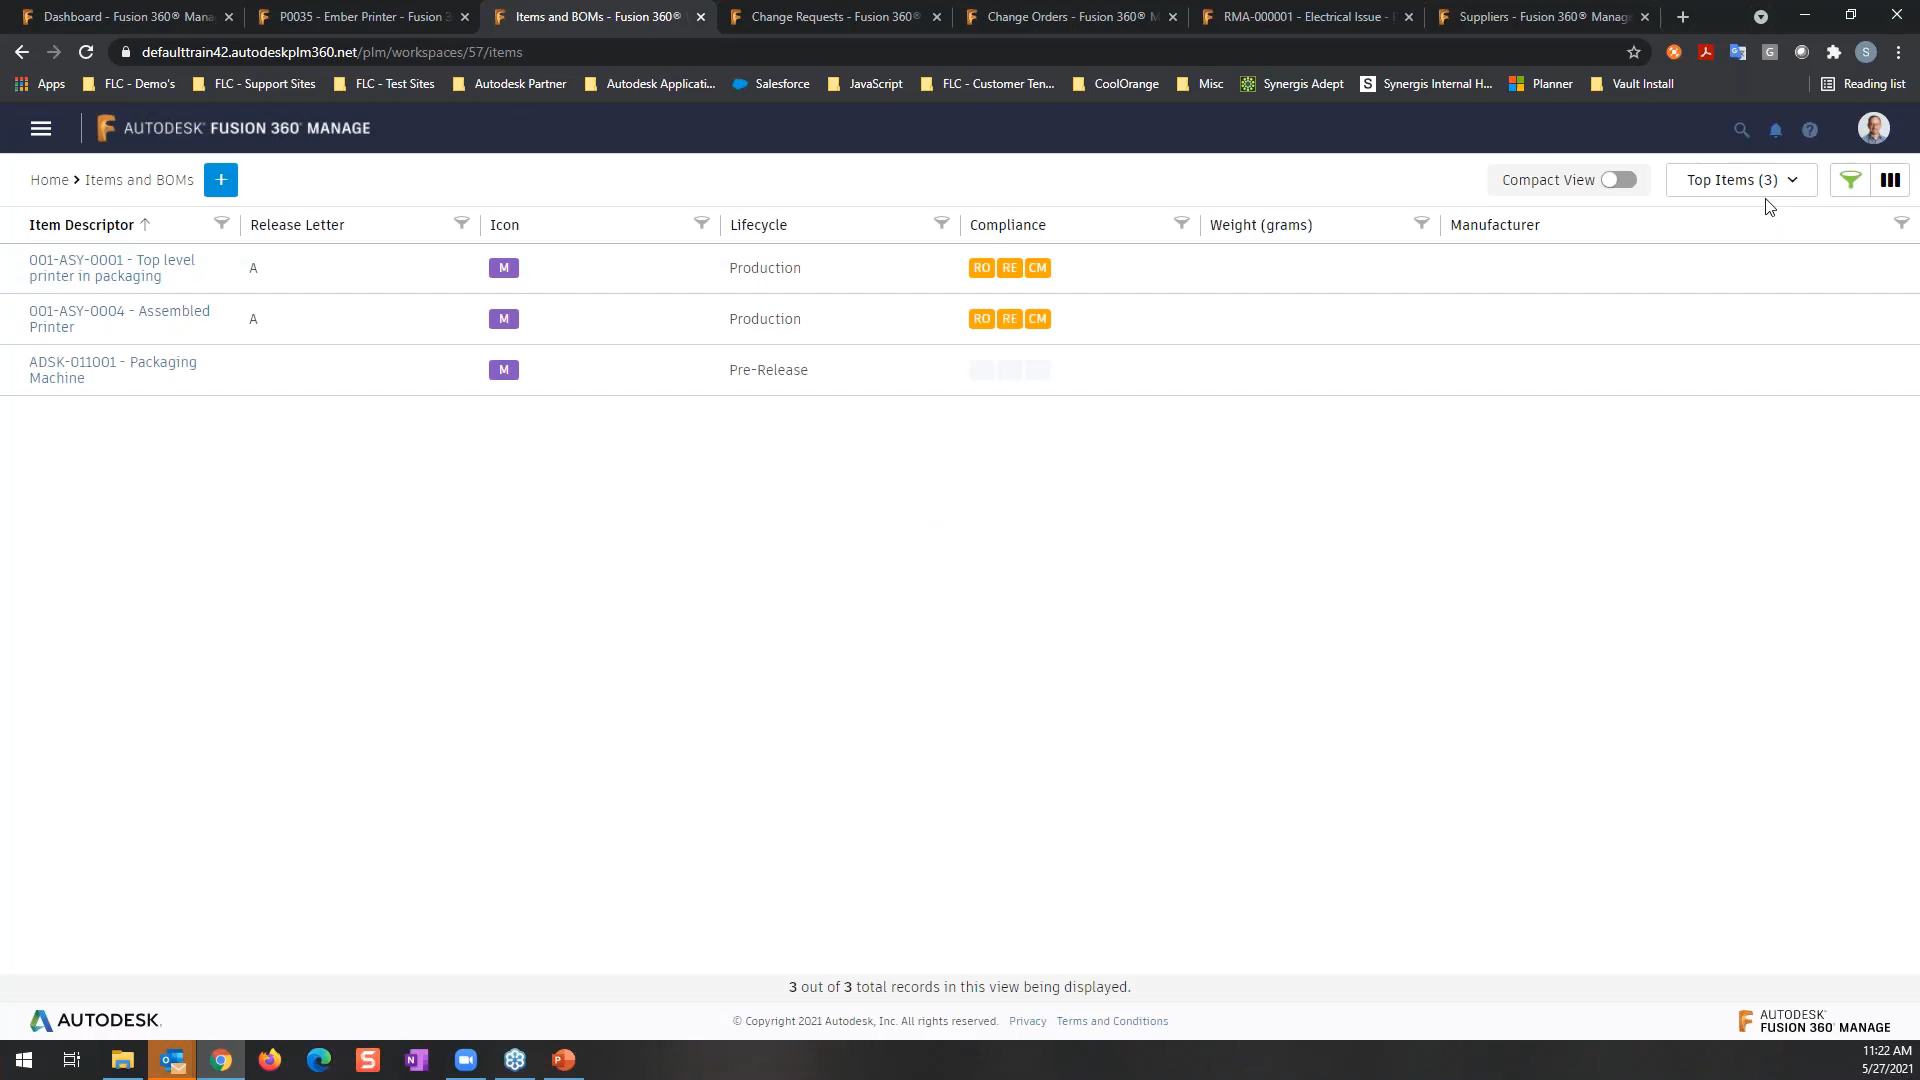 Dashboard - Fusion 360® Mana
P0035 - Ember Printer - Fusion 3
Items and BOMs - Fusion 360®
Change Requests - Fusion 360®
Change Orders - Fusion 360® M
RMA-000001 - Electrical Issue -
Suppliers - Fusion 360® Manag
defaulttrain42.autodeskplm360.net/plm/workspaces/57/items
Apps
FLC - Demo's
FLC - Support Sites
FLC - Test Sites
Autodesk Partner
Autodesk Applicati...
Salesforce
JavaScript
FLC - Customer Ten...
CoolOrange
Misc
Synergis Adept
Synergis Internal H...
Planner
Vault Install
Reading list
AUTODESK® FUSION 360® MANAGE
Home > Items and BOMs
+
Compact View
Top Items (3)
Item Descriptor
Release Letter
Icon
Lifecycle
Compliance
Weight (grams)
Manufacturer
001-ASY-0001 - Top level
printer in packaging
A
M
Production
RO RE CM
001-ASY-0004 - Assembled
Printer
A
M
Production
RO RE CM
ADSK-011001 - Packaging
Machine
M
Pre-Release
3 out of 3 total records in this view being displayed.
AUTODESK.
© Copyright 2021 Autodesk, Inc. All rights reserved.
Privacy
Terms and Conditions
AUTODESK®
FUSION 360® MANAGE
11:22 AM
5/27/2021